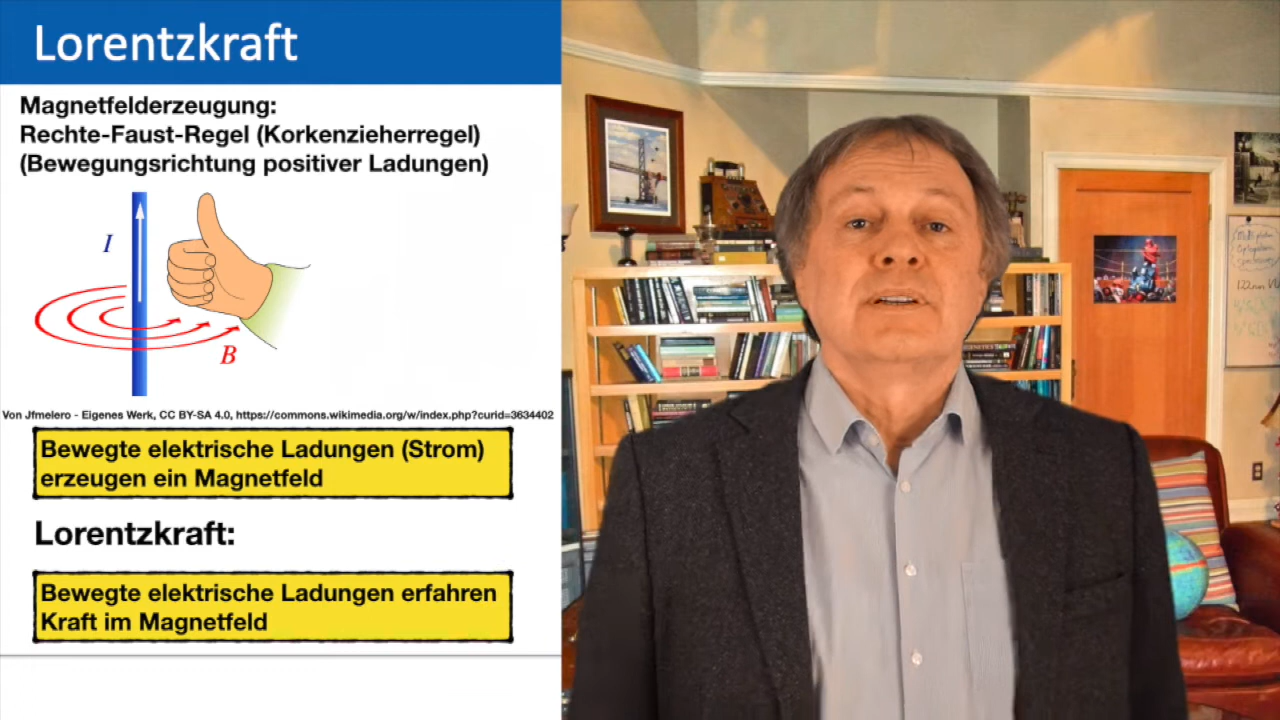 Lorentzkraft
Magnetfelderzeugung:
Rechte-Faust-Regel (Korkenzieherregel)
(Bewegungsrichtung positiver Ladungen)
I
B
Von Jfmelero - Eigenes Werk, CC BY-SA 4.0, https://commons.wikimedia.org/w/index.php?curid=3634402
Bewegte elektrische Ladungen (Strom)
erzeugen ein Magnetfeld
Lorentzkraft:
Bewegte elektrische Ladungen erfahren
Kraft im Magnetfeld